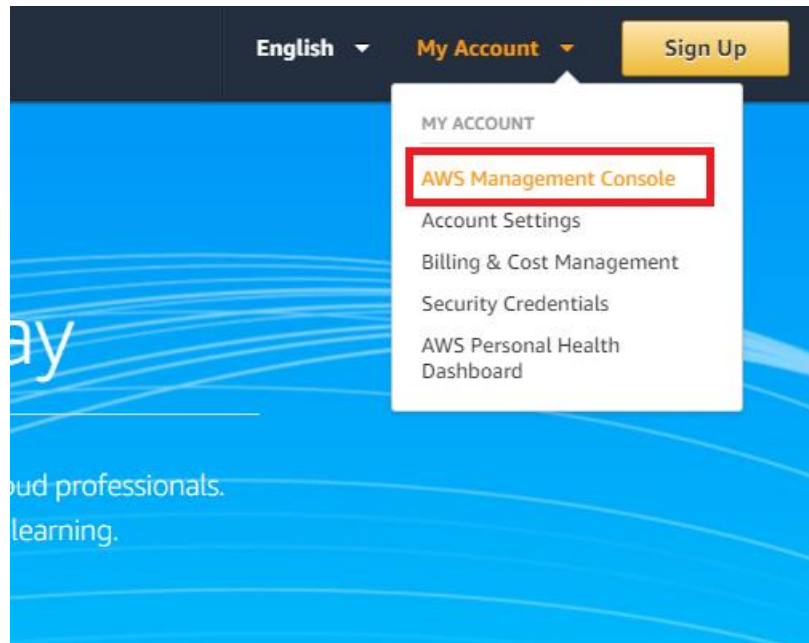 English My Account Sign Up
MY ACCOUNT
AWS Management Console
Account Settings
Billing & Cost Management
Security Credentials
AWS Personal Health
Dashboard
ay
oud professionals.
learning.